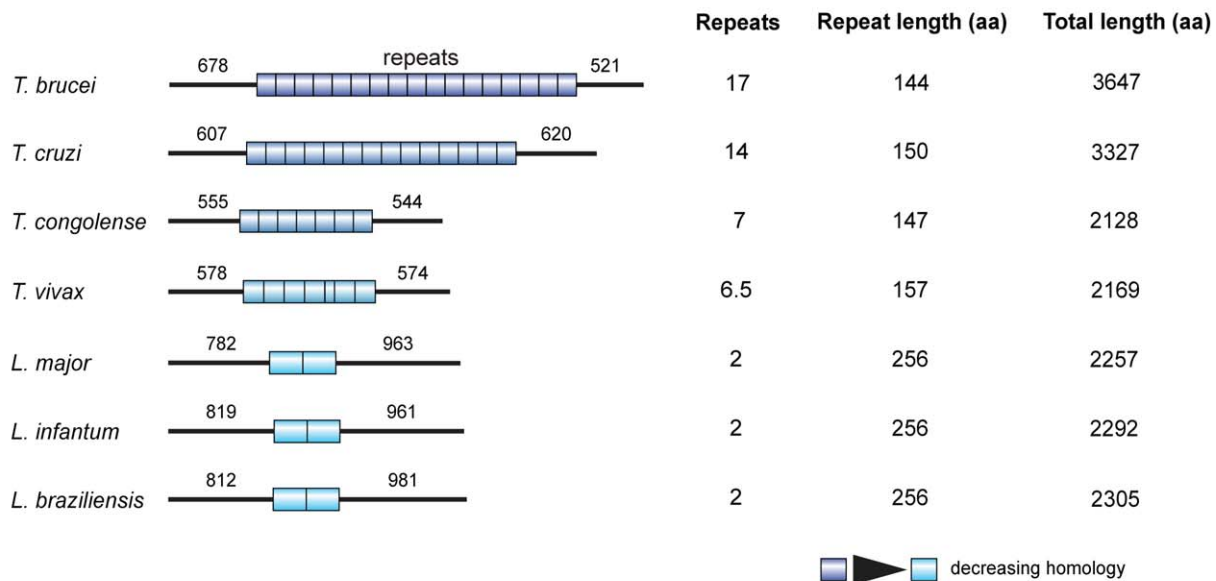 Repeats Repeat length (aa) Total length (aa)
678 repeats 521
T. brucei 17 144 3647
607 620
T. cruzi 14 150 3327
555 544
T. congolense 7 147 2128
578 574
T. vivax 6.5 157 2169
782 963
L. major 2 256 2257
819 961
L. infantum 2 256 2292
812 981
L. braziliensis 2 256 2305
decreasing homology